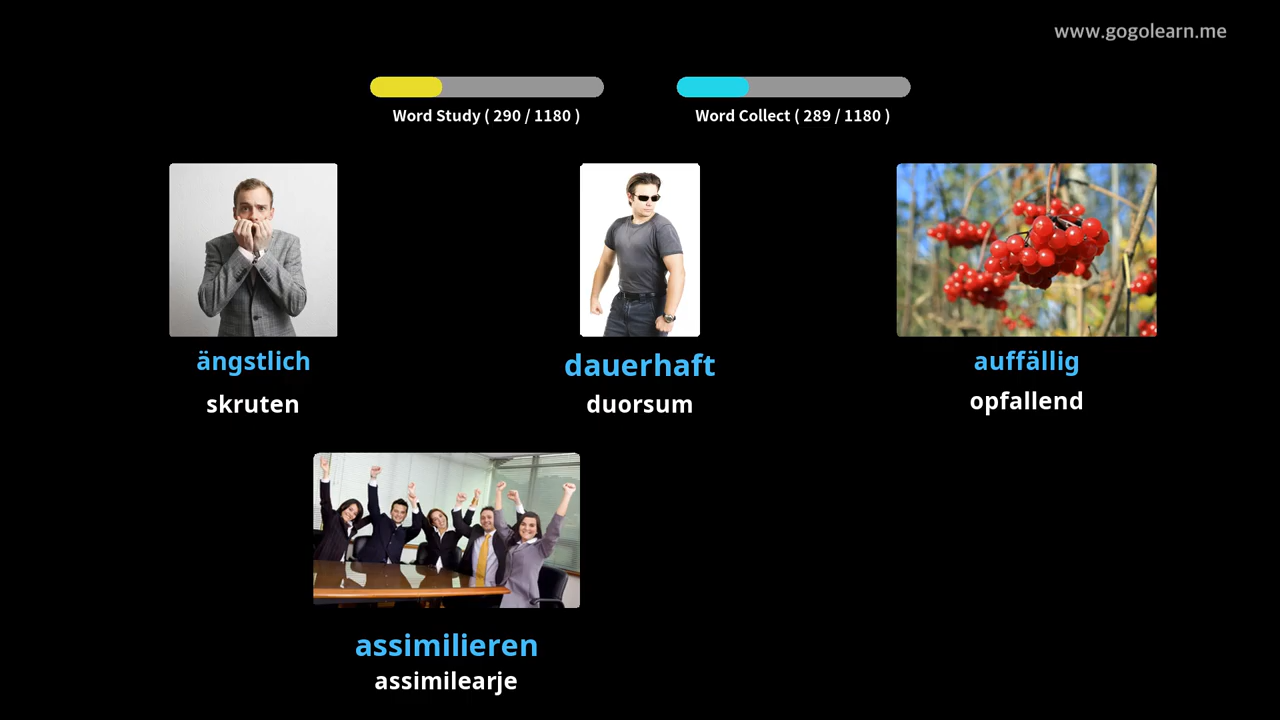 www.gogolearn.me
Word Study ( 290 / 1180 )
Word Collect ( 289 / 1180 )
ängstlich
skruten
dauerhaft
duorsum
auffällig
opfallend
assimilieren
assimilearje